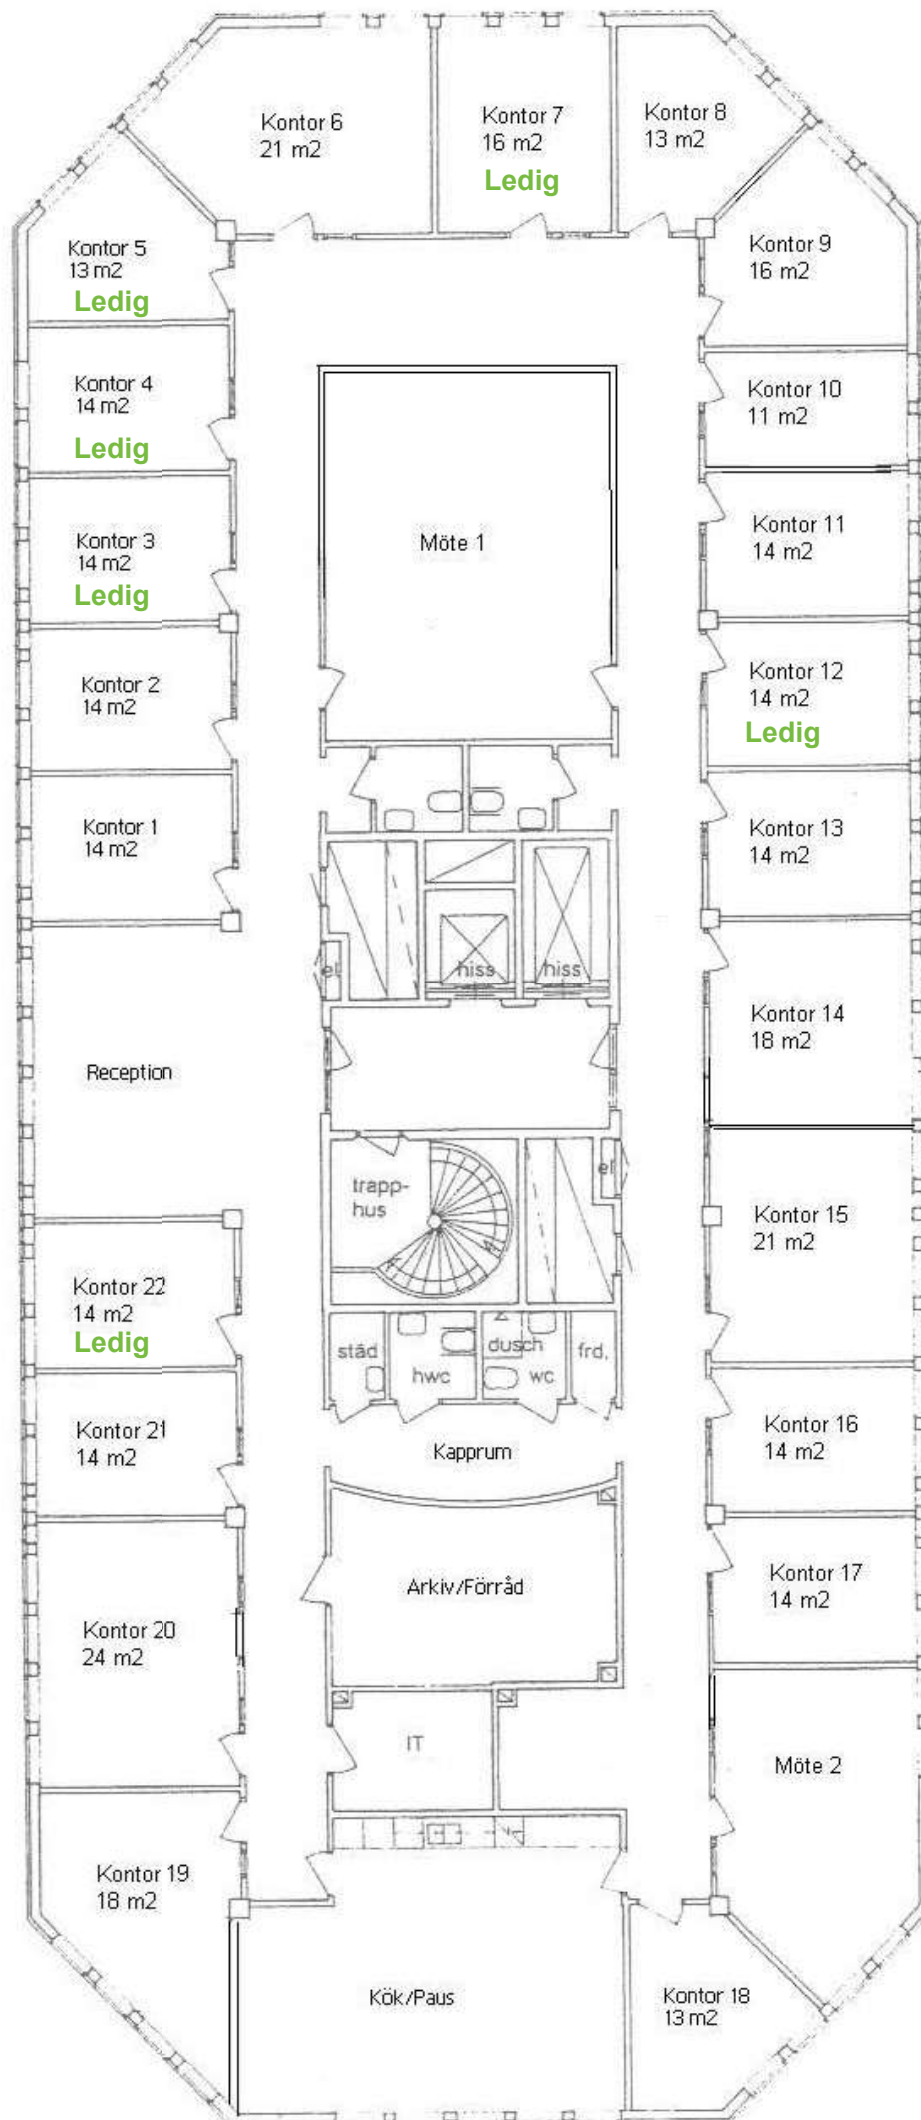 Kontor 6
21 m2
Kontor 7
16 m2
Ledig
Kontor 8
13 m2
Kontor 5
13 m2
Ledig
Kontor 9
16 m2
Kontor 4
14 m2
Ledig
Kontor 10
11 m2
Kontor 3
14 m2
Ledig
Möte 1
Kontor 11
14 m2
Kontor 2
14 m2
Kontor 12
14 m2
Ledig
Kontor 1
14 m2
Kontor 13
14 m2
el
hiss
hiss
Kontor 14
18 m2
Reception
trapp-
hus
el
Kontor 15
21 m2
Kontor 22
14 m2
Ledig
städ
hwc
dusch
wc
frd.
Kontor 21
14 m2
Kapprum
Kontor 16
14 m2
Arkiv/Förråd
Kontor 17
14 m2
Kontor 20
24 m2
IT
Möte 2
Kontor 19
18 m2
Kök/Paus
Kontor 18
13 m2